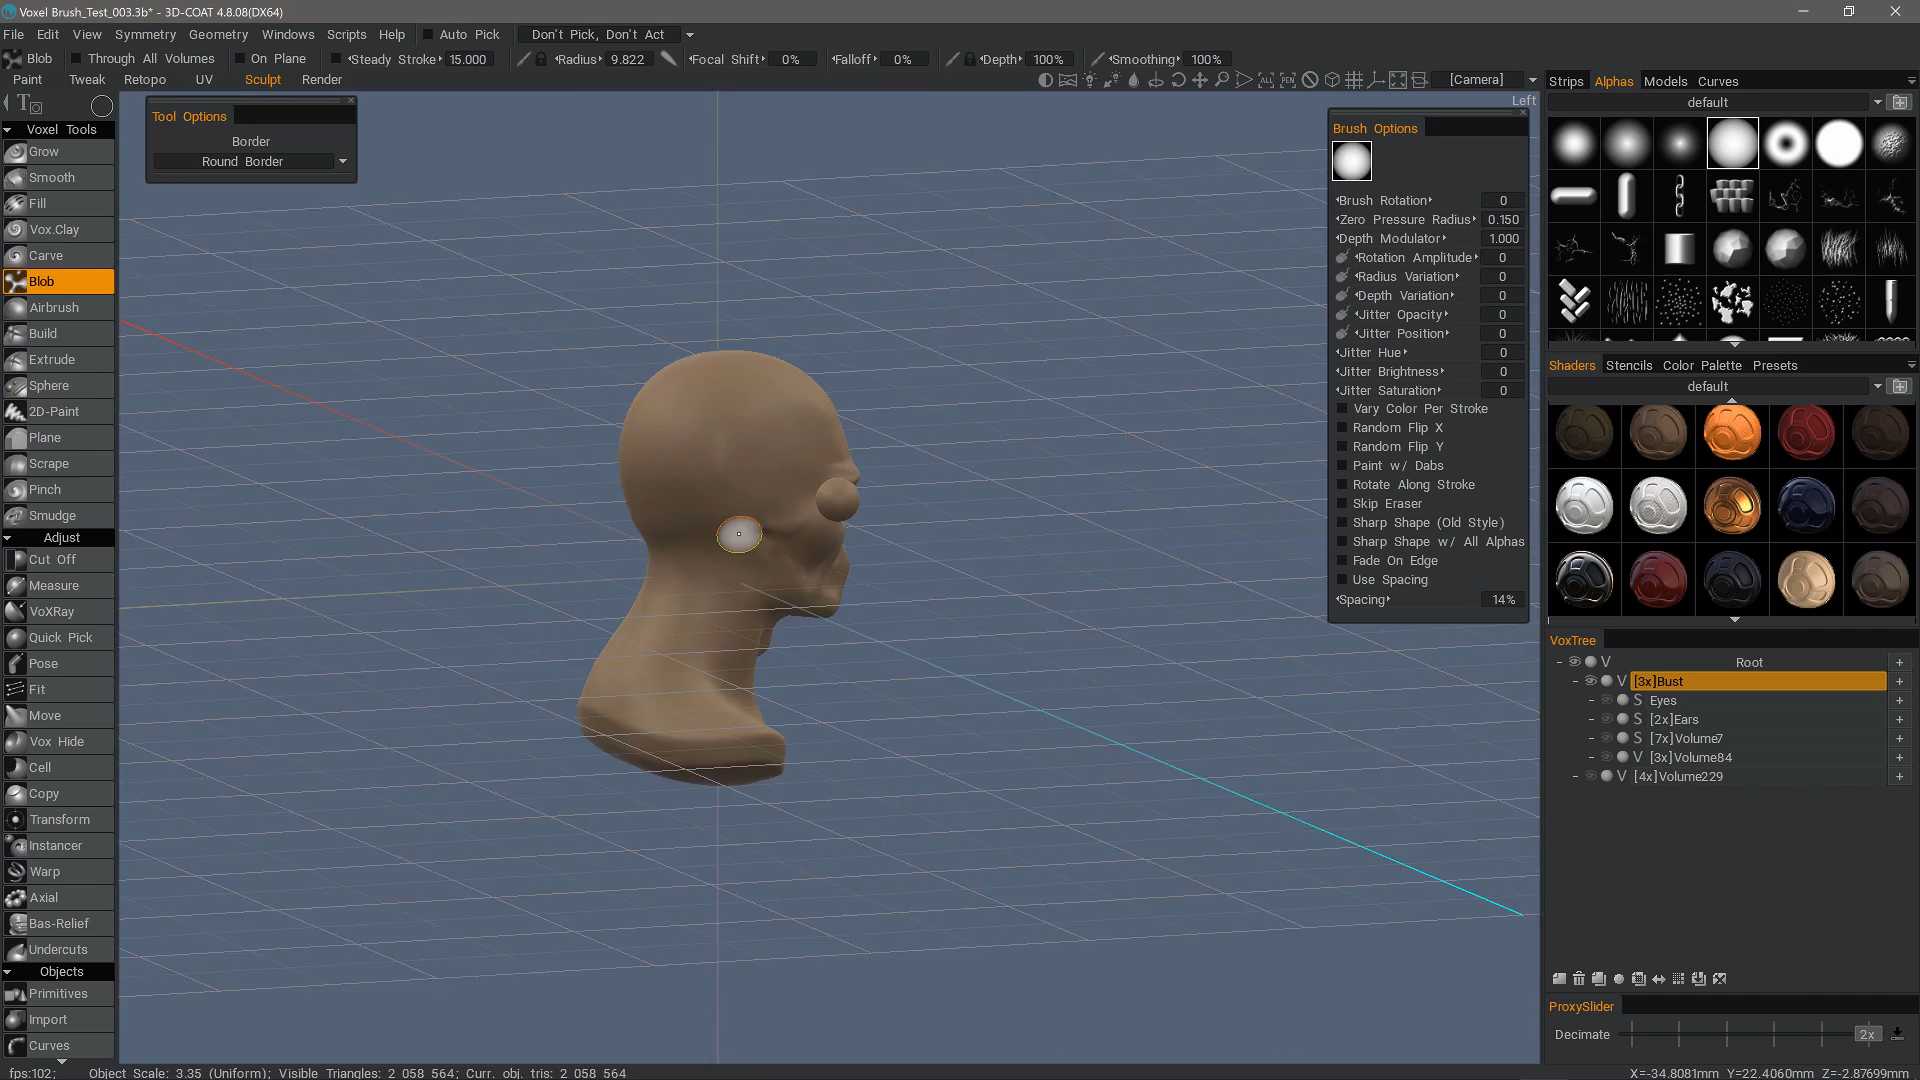 Voxel Brush_Test_003.3b* - 3D-COAT 4.8.08(DX64)
File Edit View Symmetry Geometry Windows Scripts Help Auto Pick Don't Pick, Don't Act
Blob Through All Volumes On Plane Steady Stroke 15.000 Radius 9.822 Focal Shift 0% Falloff 0% Depth 100% Smoothing 100%
Paint Tweak Retopo UV Sculpt Render [Camera]
Left
Voxel Tools
Grow
Smooth
Fill
Vox.Clay
Carve
Blob
Airbrush
Build
Extrude
Sphere
2D-Paint
Plane
Scrape
Pinch
Smudge
Adjust
Cut Off
Measure
VoXRay
Quick Pick
Pose
Fit
Move
Vox Hide
Cell
Copy
Transform
Instancer
Warp
Axial
Bas-Relief
Undercuts
Objects
Primitives
Import
Curves
Tool Options
Border
Round Border
Brush Options
Brush Rotation 0
Zero Pressure Radius 0.150
Depth Modulator 1.000
Rotation Amplitude 0
Radius Variation 0
Depth Variation 0
Jitter Opacity 0
Jitter Position 0
Jitter Hue 0
Jitter Brightness 0
Jitter Saturation 0
Vary Color Per Stroke
Random Flip X
Random Flip Y
Paint w/ Dabs
Rotate Along Stroke
Skip Eraser
Sharp Shape (Old Style)
Sharp Shape w/ All Alphas
Fade On Edge
Use Spacing
Spacing 14%
Strips Alphas Models Curves
default
Shaders Stencils Color Palette Presets
default
VoxTree
V Root +
V [3x]Bust +
S Eyes +
S [2x]Ears +
S [7x]Volume7 +
V [3x]Volume84 +
V [4x]Volume229 +
ProxySlider
Decimate 2x
fps:102; Object Scale: 3.35 (Uniform); Visible Triangles: 2 058 564; Curr. obj. tris: 2 058 564
X=-34.8081mm Y=22.4060mm Z=-2.87699mm